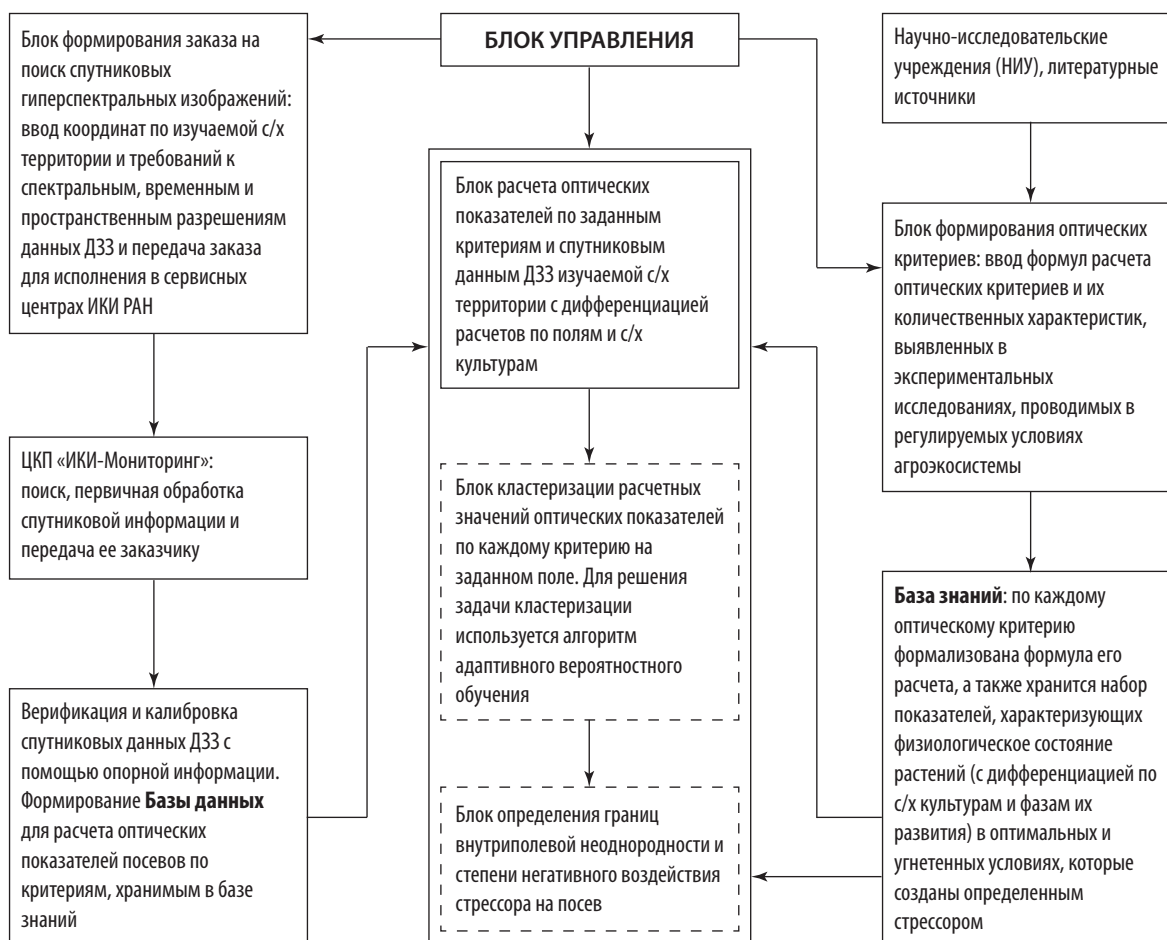 Блок формирования заказа на
поиск спутниковых
гиперспектральных изображений:
ввод координат по изучаемой с/х
территории и требований к
спектральным, временным и
пространственным разрешениям
данных ДЗЗ и передача заказа
для исполнения в сервисных
центрах ИКИ РАН
ЦКП «ИКИ-Мониторинг»:
поиск, первичная обработка
спутниковой информации и
передача ее заказчику
Верификация и калибровка
спутниковых данных ДЗЗ с
помощью опорной информации.
Формирование Базы данных
для расчета оптических
показателей посевов по
критериям, хранимым в базе
знаний
БЛОК УПРАВЛЕНИЯ
Блок расчета оптических
показателей по заданным
критериям и спутниковым
данным ДЗЗ изучаемой с/х
территории с дифференциацией
расчетов по полям и с/х
культурам
Блок кластеризации расчетных
значений оптических показателей
по каждому критерию на
заданном поле. Для решения
задачи кластеризации
используется алгоритм
адаптивного вероятностного
обучения
Блок определения границ
внутриполевой неоднородности и
степени негативного воздействия
стрессора на посев
Научно-исследовательские
учреждения (НИУ), литературные
источники
Блок формирования оптических
критериев: ввод формул расчета
оптических критериев и их
количественных характеристик,
выявленных в
экспериментальных
исследованиях, проводимых в
регулируемых условиях
агроэкосистемы
База знаний: по каждому
оптическому критерию
формализована формула его
расчета, а также хранится набор
показателей, характеризующих
физиологическое состояние
растений (с дифференциацией по
с/х культурам и фазам их
развития) в оптимальных и
угнетенных условиях, которые
созданы определенным
стрессором